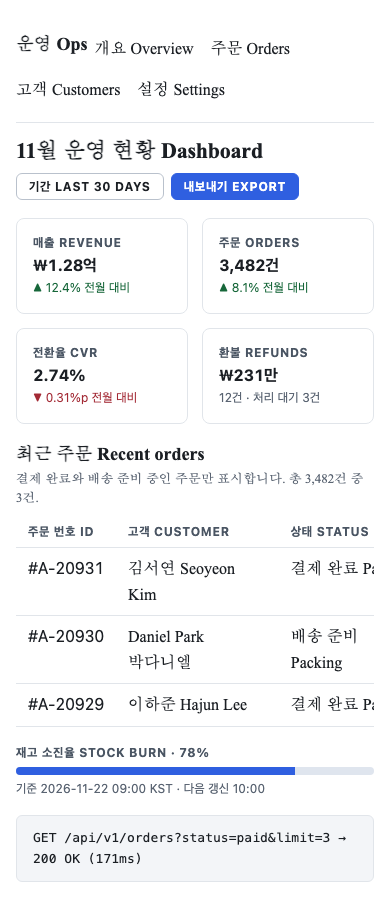 운영 Ops 개요 Overview 주문 Orders
고객 Customers 설정 Settings
11월 운영 현황 Dashboard
기간 LAST 30 DAYS 내보내기 EXPORT
매출 REVENUE
₩1.28억
▲ 12.4% 전월 대비
주문 ORDERS
3,482건
▲ 8.1% 전월 대비
전환율 CVR
2.74%
▼ 0.31%p 전월 대비
환불 REFUNDS
₩231만
12건 · 처리 대기 3건
최근 주문 Recent orders
결제 완료와 배송 준비 중인 주문만 표시합니다. 총 3,482건 중
3건.
주문 번호 ID 고객 CUSTOMER 상태 STATUS
#A-20931 김서연 Seoyeon Kim 결제 완료
#A-20930 Daniel Park 박다니엘 배송 준비 Packing
#A-20929 이하준 Hajun Lee 결제 완료
재고 소진율 STOCK BURN · 78%
기준 2026-11-22 09:00 KST · 다음 갱신 10:00
GET /api/v1/orders?status=paid&limit=3 →
200 OK (171ms)